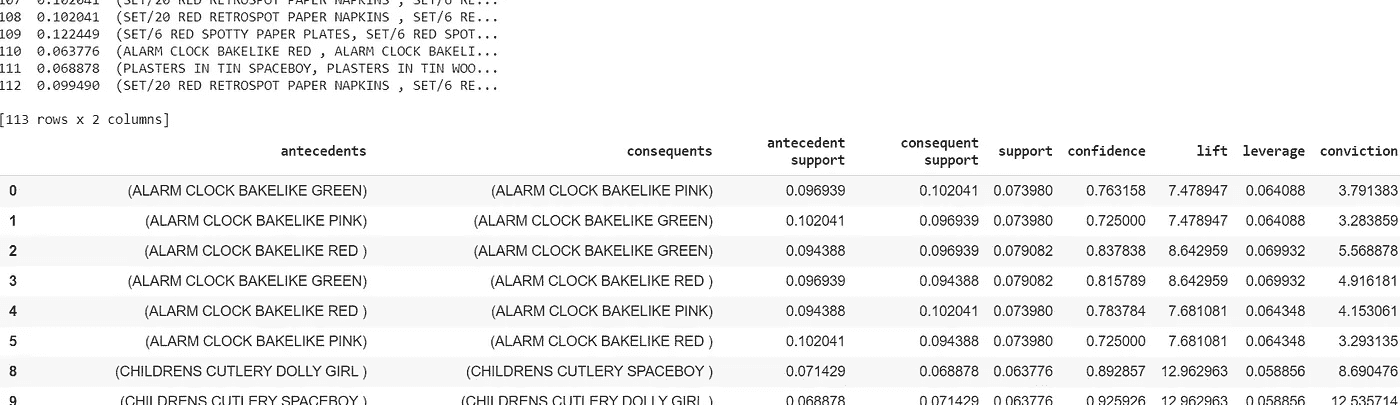 107 0.102041 (SET/20 RED RETROSPOT PAPER NAPKINS , SET/6 RE...
108 0.102041 (SET/20 RED RETROSPOT PAPER NAPKINS , SET/6 RE...
109 0.122449 (SET/6 RED SPOTTY PAPER PLATES, SET/6 RED SPOT...
110 0.063776 (ALARM CLOCK BAKELIKE RED , ALARM CLOCK BAKELI...
111 0.068878 (PLASTERS IN TIN SPACEBOY, PLASTERS IN TIN WOO...
112 0.099490 (SET/20 RED RETROSPOT PAPER NAPKINS , SET/6 RE...
[113 rows x 2 columns]
antecedents consequents antecedent support consequent support support confidence lift leverage conviction
0 (ALARM CLOCK BAKELIKE GREEN) (ALARM CLOCK BAKELIKE PINK) 0.096939 0.102041 0.073980 0.763158 7.478947 0.064088 3.791383
1 (ALARM CLOCK BAKELIKE PINK) (ALARM CLOCK BAKELIKE GREEN) 0.102041 0.096939 0.073980 0.725000 7.478947 0.064088 3.283859
2 (ALARM CLOCK BAKELIKE RED ) (ALARM CLOCK BAKELIKE GREEN) 0.094388 0.096939 0.079082 0.837838 8.642959 0.069932 5.568878
3 (ALARM CLOCK BAKELIKE GREEN) (ALARM CLOCK BAKELIKE RED ) 0.096939 0.094388 0.079082 0.815789 8.642959 0.069932 4.916181
4 (ALARM CLOCK BAKELIKE RED ) (ALARM CLOCK BAKELIKE PINK) 0.094388 0.102041 0.073980 0.783784 7.681081 0.064348 4.153061
5 (ALARM CLOCK BAKELIKE PINK) (ALARM CLOCK BAKELIKE RED ) 0.102041 0.094388 0.073980 0.725000 7.681081 0.064348 3.293135
8 (CHILDRENS CUTLERY DOLLY GIRL ) (CHILDRENS CUTLERY SPACEBOY ) 0.071429 0.068878 0.063776 0.892857 12.962963 0.058856 8.690476
9 (CHILDRENS CUTLERY SPACEBOY ) (CHILDRENS CUTLERY DOLLY GIRL ) 0.068878 0.071429 0.063776 0.925926 12.962963 0.058856 12.535714